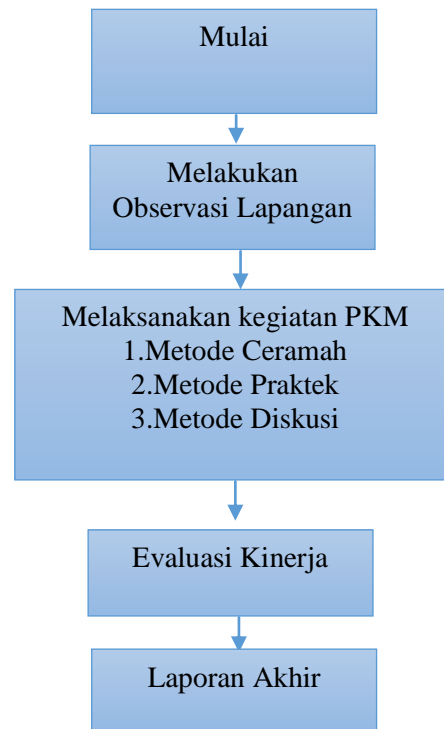 Mulai
Melakukan
Observasi Lapangan
Melaksanakan kegiatan PKM
1.Metode Ceramah
2.Metode Praktek
3.Metode Diskusi
Evaluasi Kinerja
Laporan Akhir